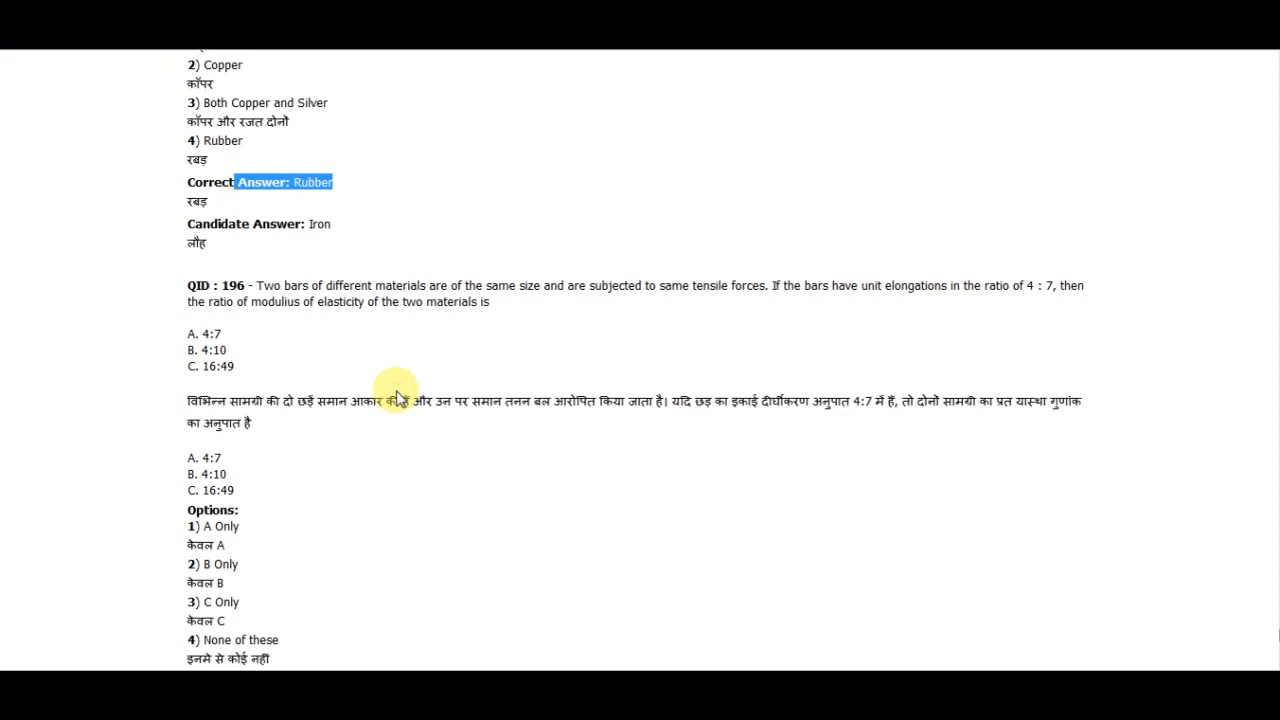 2) Copper
कॉपर
3) Both Copper and Silver
कॉपर और रजत दोनों
4) Rubber
रबड़
Correct Answer: Rubber
रबड़
Candidate Answer: Iron
लौह
QID : 196 - Two bars of different materials are of the same size and are subjected to same tensile forces. If the bars have unit elongations in the ratio of 4 : 7, then
the ratio of modulius of elasticity of the two materials is
A. 4:7
B. 4:10
C. 16:49
विभिन्न सामग्री की दो छड़ें समान आकार की हैं और उन पर समान तनन बल आरोपित किया जाता है। यदि छड़ का इकाई दीर्घीकरण अनुपात 4:7 में हैं, तो दोनों सामग्री का प्रत यास्था गुणांक
का अनुपात है
A. 4:7
B. 4:10
C. 16:49
Options:
1) A Only
केवल A
2) B Only
केवल B
3) C Only
केवल C
4) None of these
इनमे से कोई नहीं